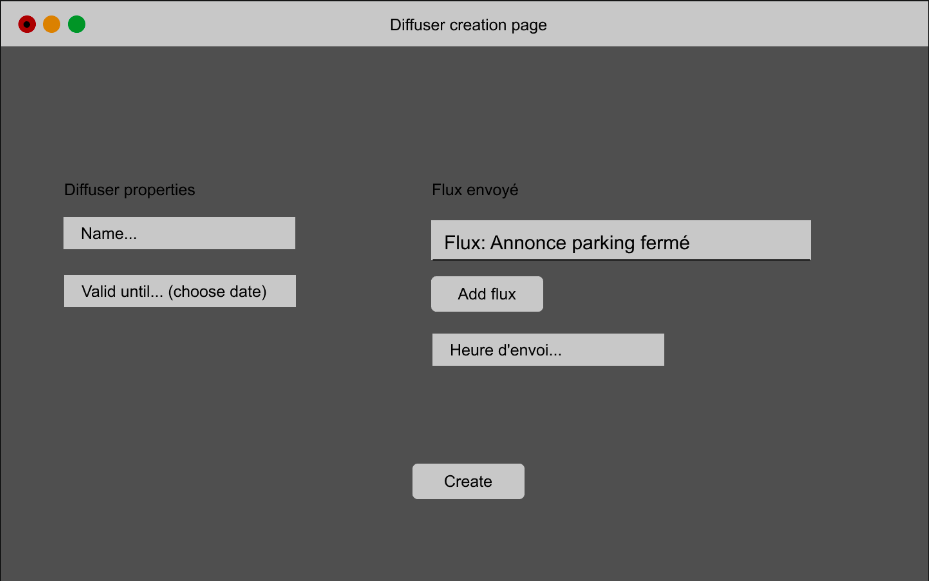 Diffuser creation page
Diffuser properties
Name...
Valid until... (choose date)
Flux envoyé
Flux: Annonce parking fermé
Add flux
Heure d'envoi...
Create